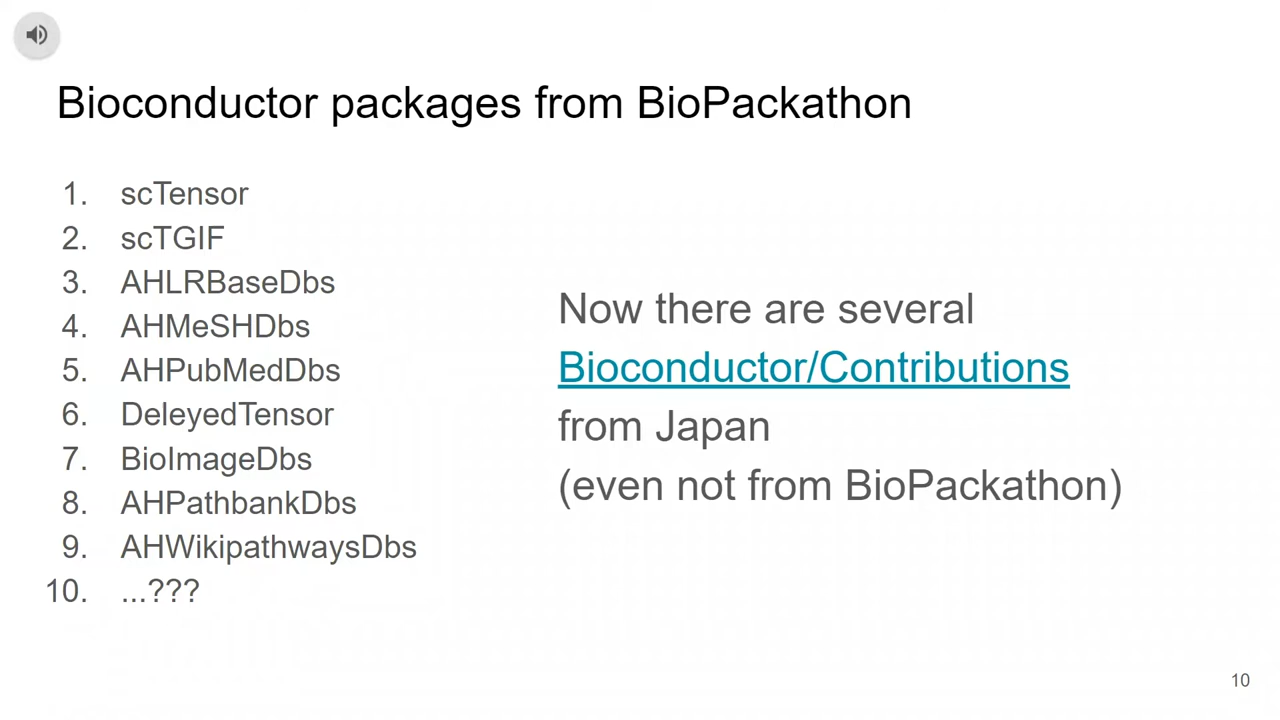 Bioconductor packages from BioPackathon
1. scTensor
2. scTGIF
3. AHLRBaseDbs
4. AHMeSHDbs
5. AHPubMedDbs
6. DeleyedTensor
7. BioImageDbs
8. AHPathbankDbs
9. AHWikipathwaysDbs
10. ...???
Now there are several
Bioconductor/Contributions
from Japan
(even not from BioPackathon)
10